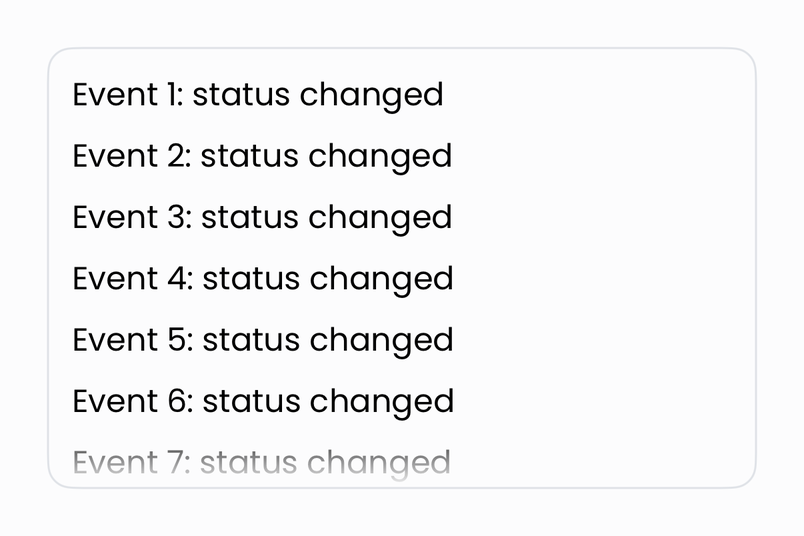 Event 1: status changed
Event 2: status changed
Event 3: status changed
Event 4: status changed
Event 5: status changed
Event 6: status changed
Event 7: status changed